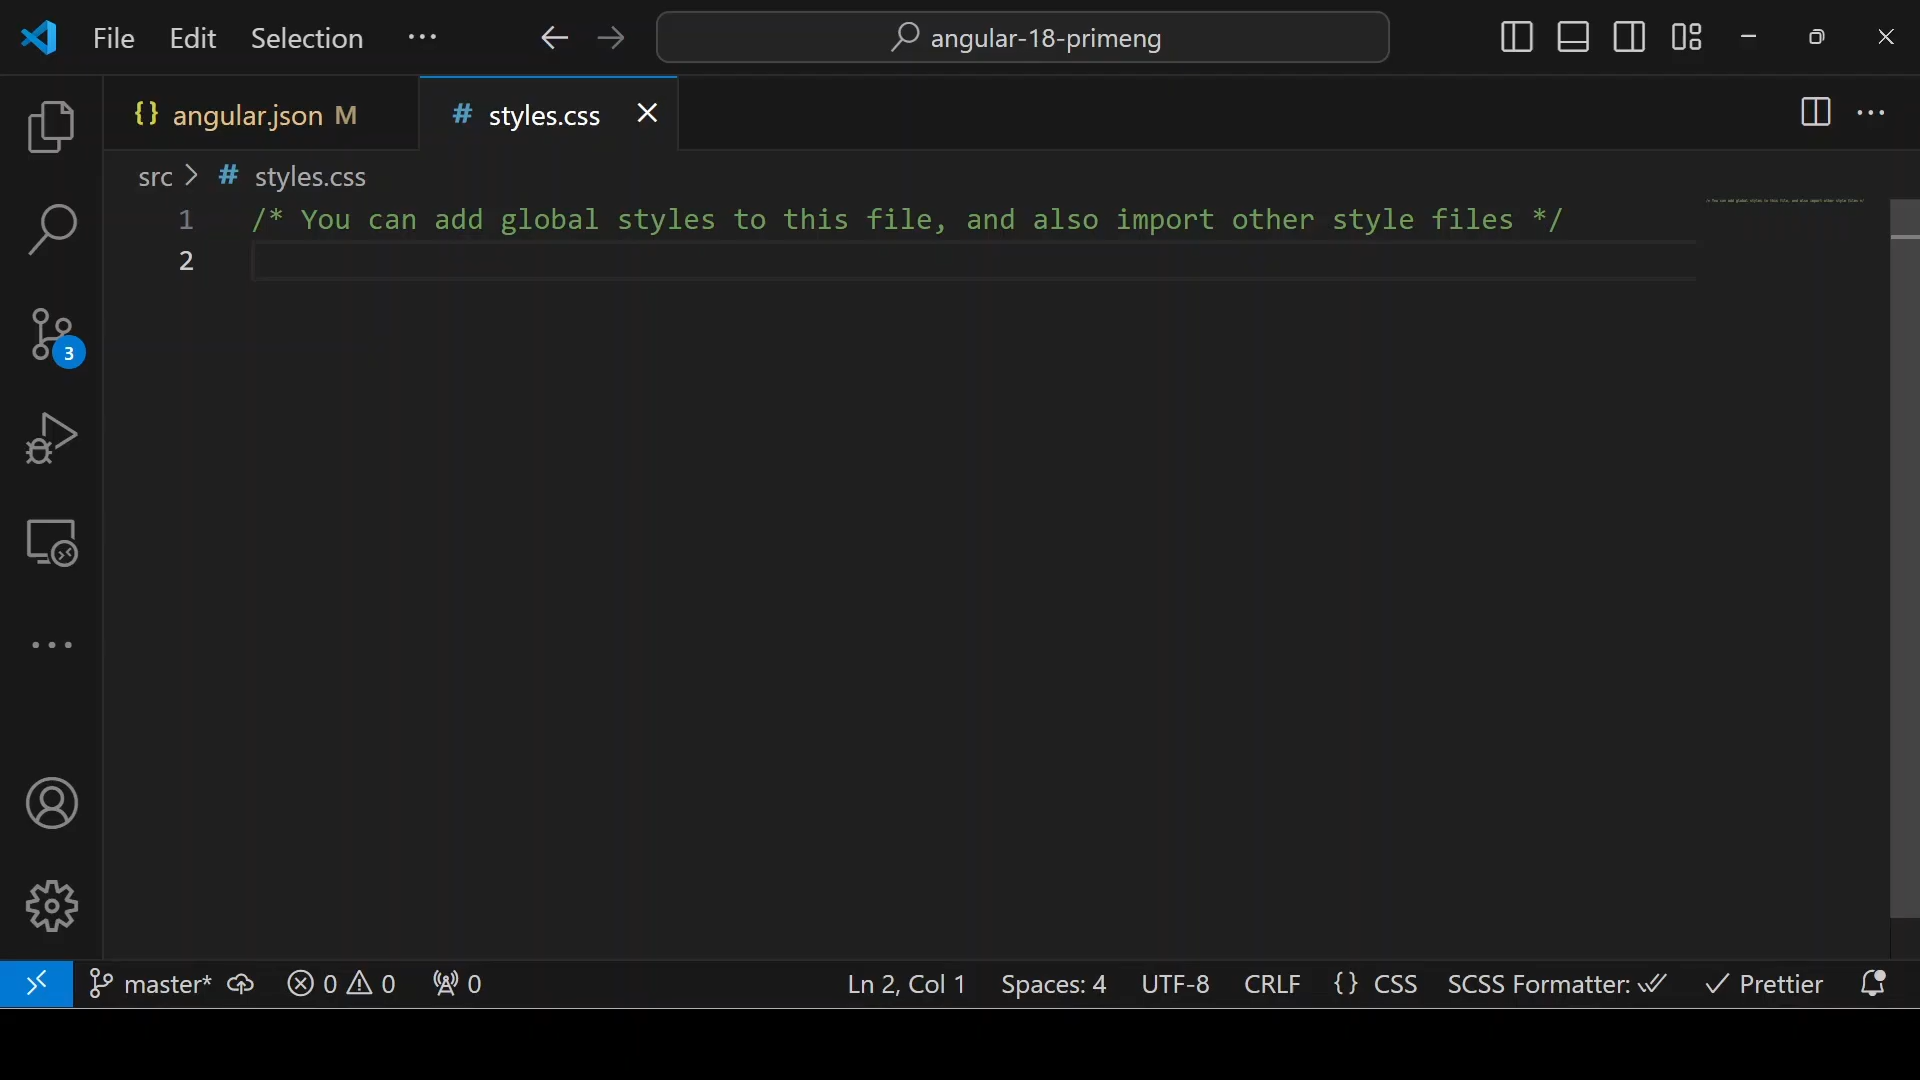 File Edit Selection ··· angular-18-primeng
{} angular.json M # styles.css
src > # styles.css
1 /* You can add global styles to this file, and also import other style files */
2
3
master* 0 0 0 Ln 2, Col 1 Spaces: 4 UTF-8 CRLF {} CSS SCSS Formatter: Prettier